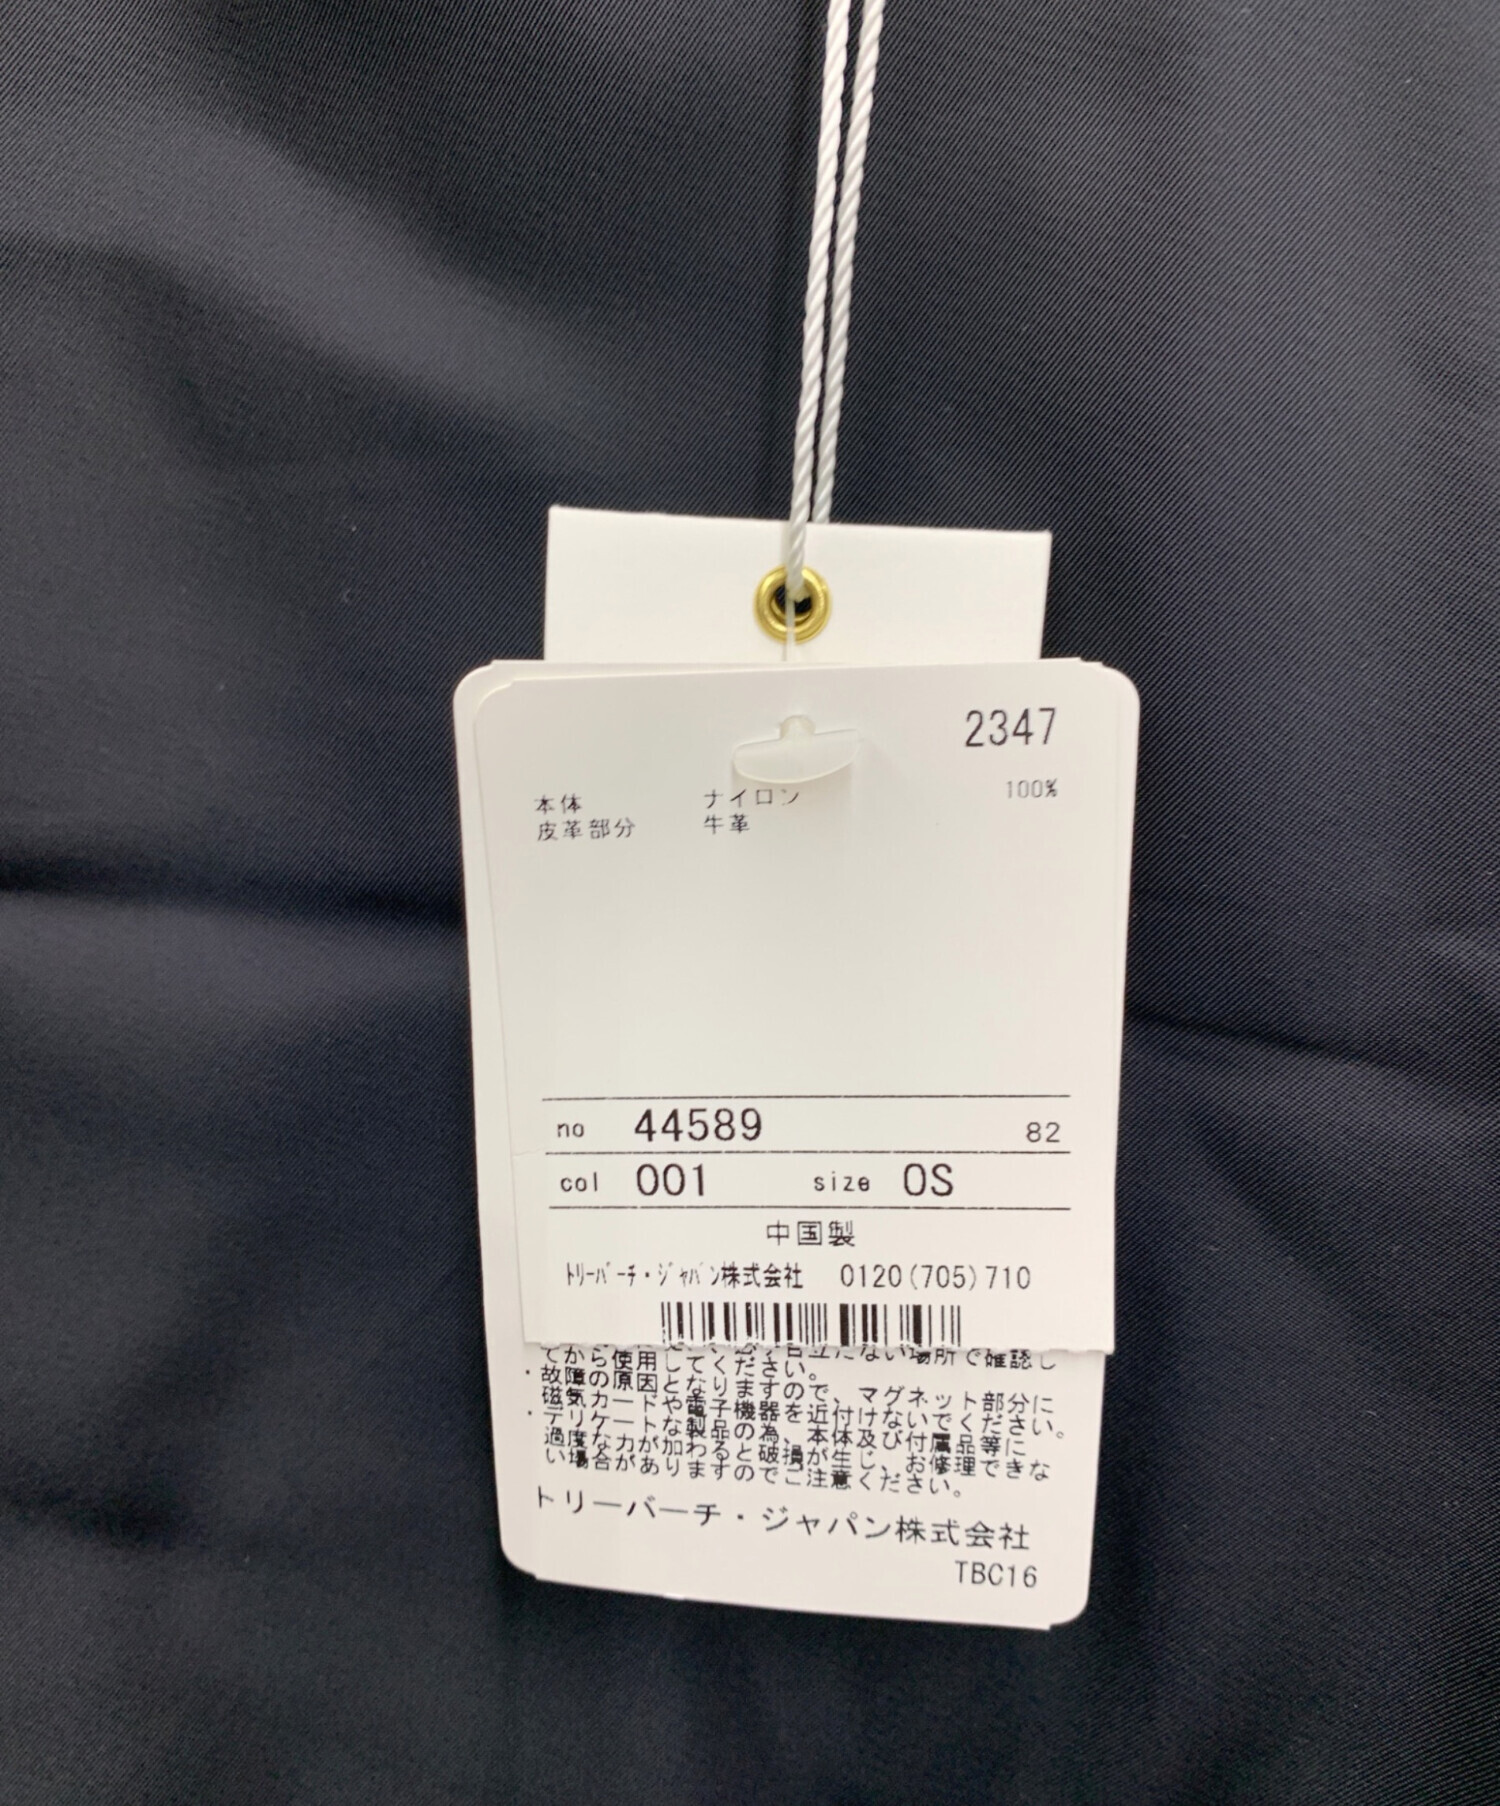 2347
本体 ナイロン 100%
皮革部分 牛革
no 44589 82
col 001 size OS
中国製
ﾄﾘｰﾊﾞｰﾁ・ｼﾞｬﾊﾟﾝ株式会社 0120(705)710
ない場所で確認し
てから使用してください。
・故障の原因となりますので、マグネット部分に
磁気カードや電子機器を近付けないでください。
・デリケートな製品の為、本体及び付属品等に
過度な力が加わると破損が生じ、お修理できな
い場合がありますのでご注意ください。
トリーバーチ・ジャパン株式会社
TBC16